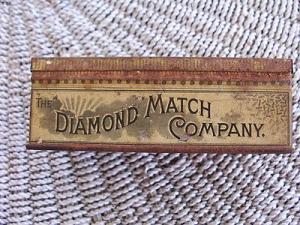 THE
DIAMOND MATCH
COMPANY.